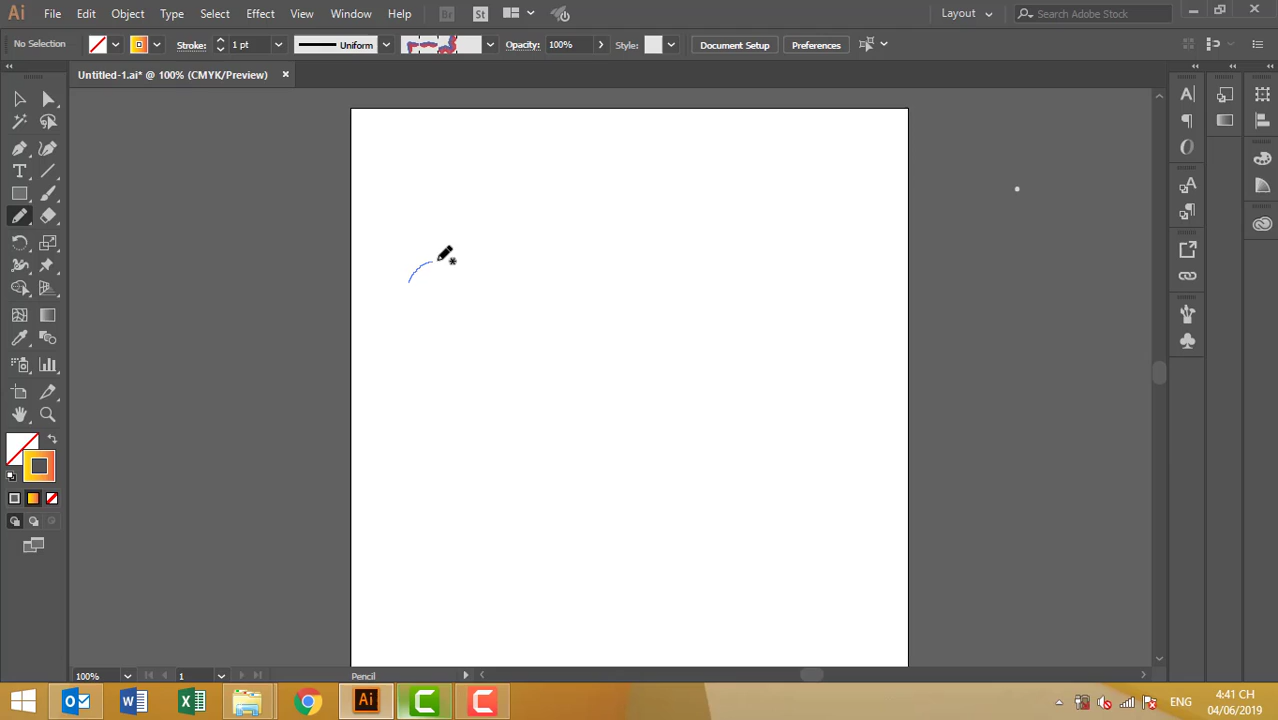 Ai File Edit Object Type Select Effect View Window Help Br St Layout Search Adobe Stock
No Selection Stroke: 1 pt Uniform Opacity: 100% Style: Document Setup Preferences
Untitled-1.ai* @ 100% (CMYK/Preview)
100% 1 Pencil
Ai ENG 4:41 CH
04/06/2019